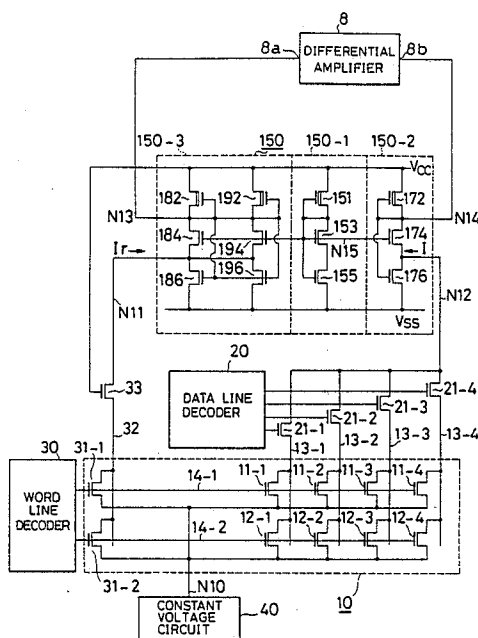 8
8a
DIFFERENTIAL AMPLIFIER
8b
150-3
150
150-1
150-2
VCC
182
192
151
172
N13
N14
184
153
174
Ir
194
N15
I
186
196
155
176
N11
N12
VSS
20
33
DATA LINE DECODER
21-4
21-3
21-2
32
21-1
30
31-1
13-1
13-2
13-3
13-4
WORD LINE DECODER
14-1
11-1
11-2
11-3
11-4
14-2
12-1
12-2
12-3
12-4
31-2
N10
10
CONSTANT VOLTAGE CIRCUIT
40